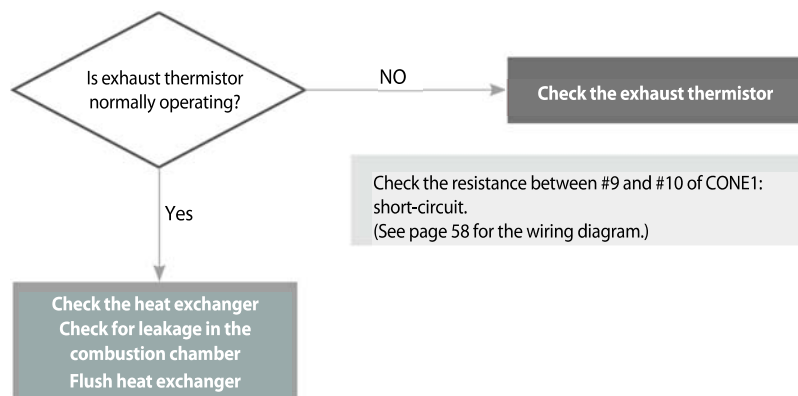 Is exhaust thermistor
normally operating?
NO
Check the exhaust thermistor
Check the resistance between #9 and #10 of CONE1:
short-circuit.
(See page 58 for the wiring diagram.)
Yes
Check the heat exchanger
Check for leakage in the
combustion chamber
Flush heat exchanger